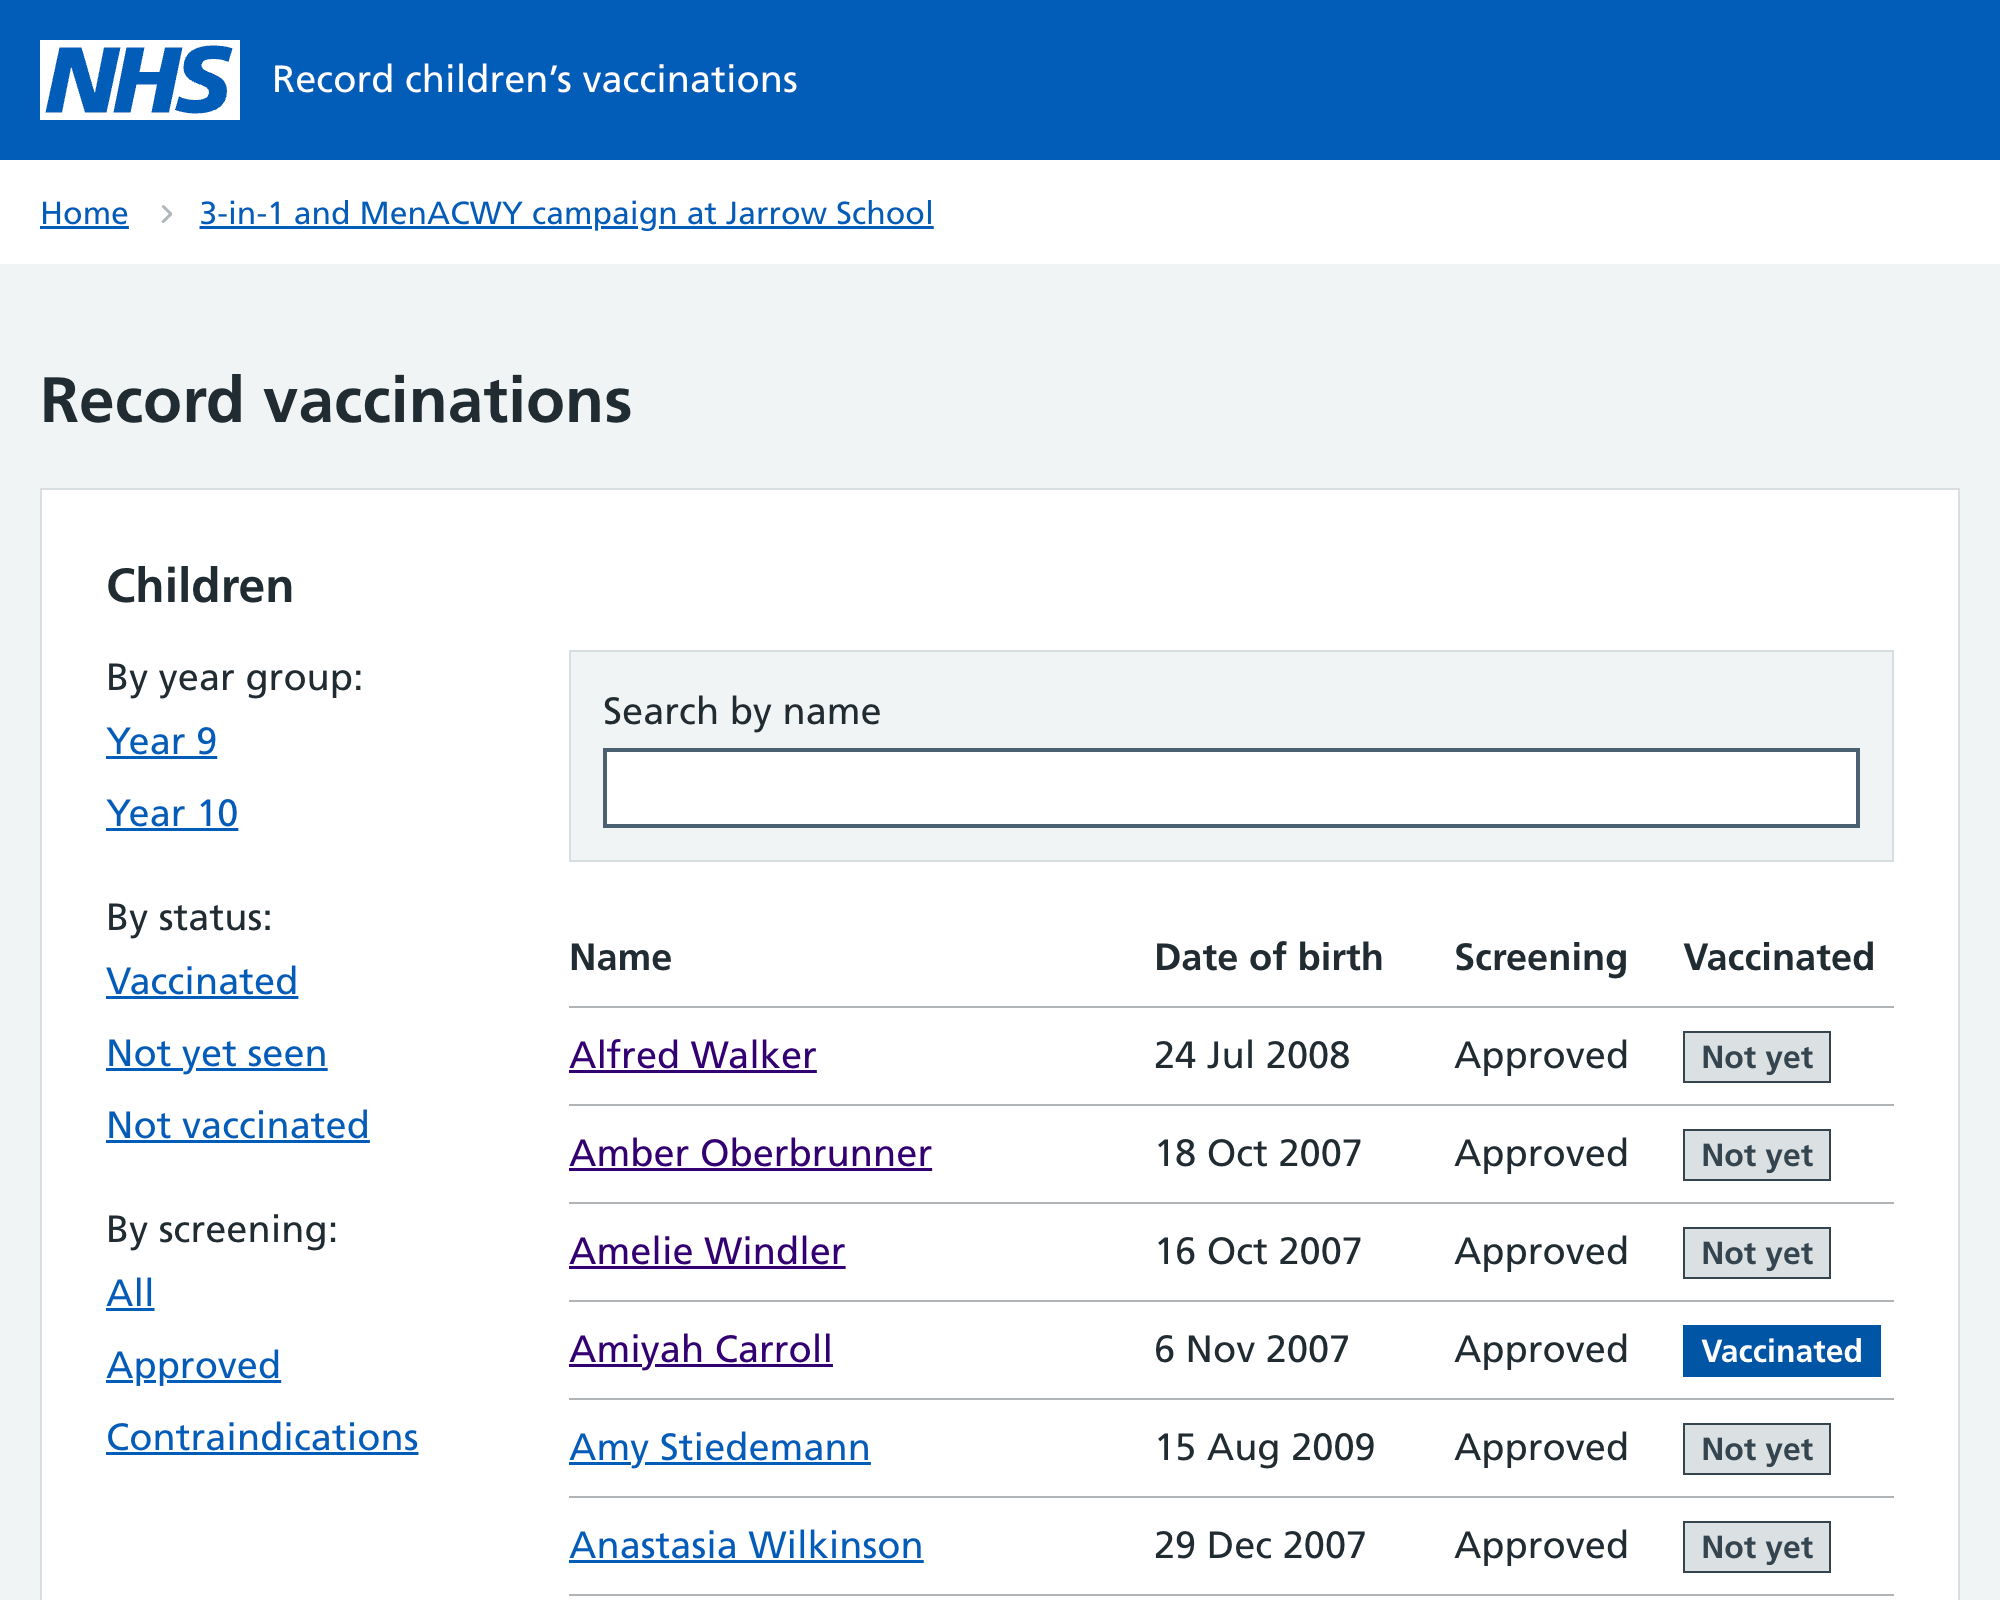 NHS Record children’s vaccinations
Home > 3-in-1 and MenACWY campaign at Jarrow School
Record vaccinations
Children
By year group:
Year 9
Year 10
By status:
Vaccinated
Not yet seen
Not vaccinated
By screening:
All
Approved
Contraindications
Search by name
Name Date of birth Screening Vaccinated
Alfred Walker 24 Jul 2008 Approved Not yet
Amber Oberbrunner 18 Oct 2007 Approved Not yet
Amelie Windler 16 Oct 2007 Approved Not yet
Amiyah Carroll 6 Nov 2007 Approved Vaccinated
Amy Stiedemann 15 Aug 2009 Approved Not yet
Anastasia Wilkinson 29 Dec 2007 Approved Not yet